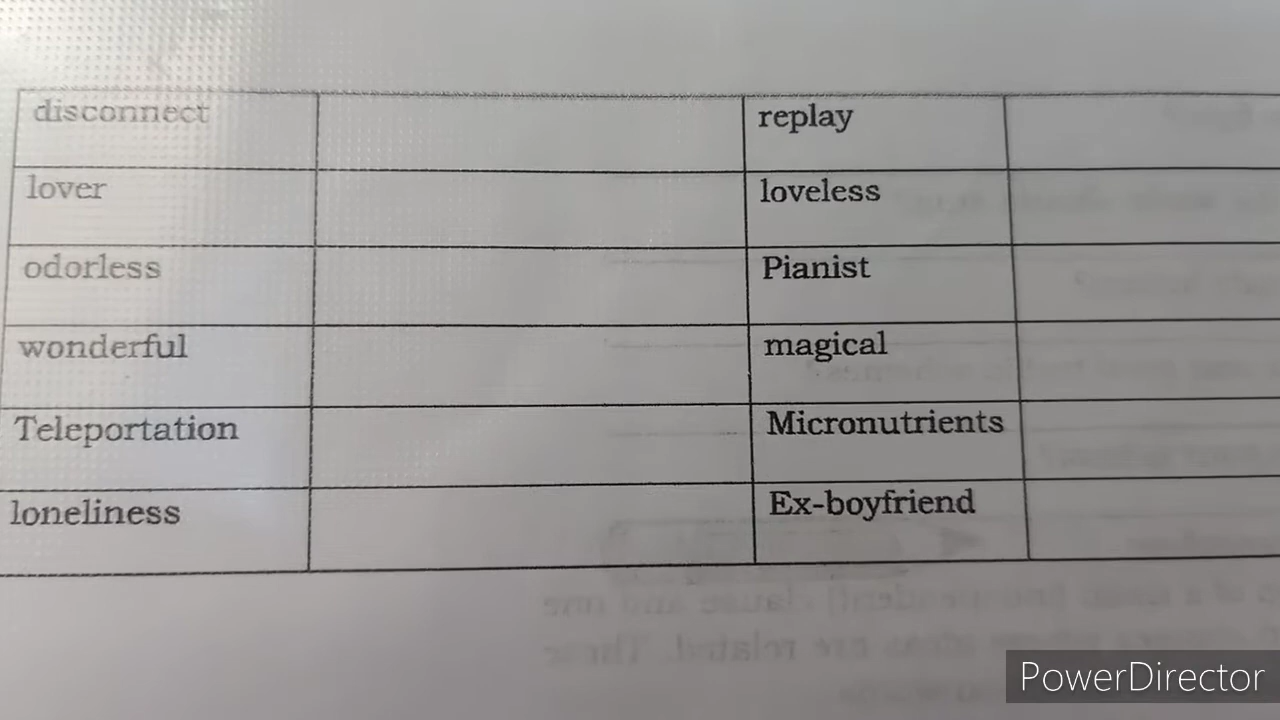 disconnect replay
lover loveless
odorless Pianist
wonderful magical
Teleportation Micronutrients
loneliness Ex-boyfriend
PowerDirector